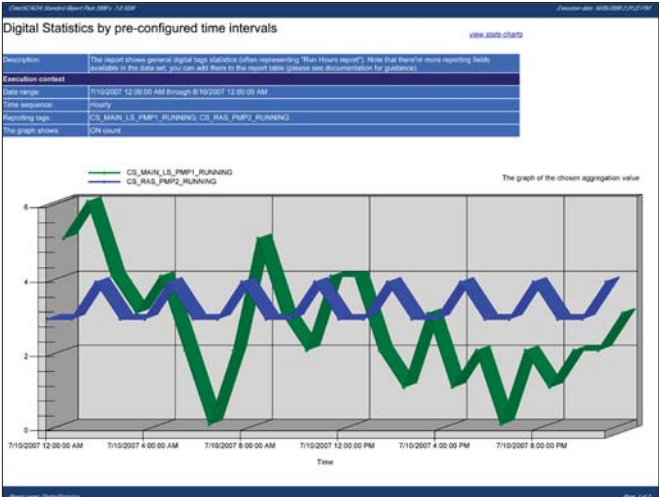 CitectSCADA Standard Report Pack 2008
Digital Statistics by pre-configured time intervals
view state charts
Description: The report shows general digital tags statistics (often representing "Run Hours report"). Note that there're more reporting fields
available in the data set, you can add them to the report table (please see documentation for guidance).
Execution context
Date range: 7/10/2007 12:00:00 AM through 8/10/2007 12:00:00 AM
Time sequence: Hourly
Reporting tags: CS_MAIN_LS_PMP1_RUNNING; CS_RAS_PMP2_RUNNING
The graph shows: ON count
CS_MAIN_LS_PMP1_RUNNING
CS_RAS_PMP2_RUNNING
The graph of the chosen aggregation value
6
4
2
0
7/10/2007 12:00:00 AM 7/10/2007 4:00:00 AM 7/10/2007 8:00:00 AM 7/10/2007 12:00:00 PM 7/10/2007 4:00:00 PM 7/10/2007 8:00:00 PM
Time